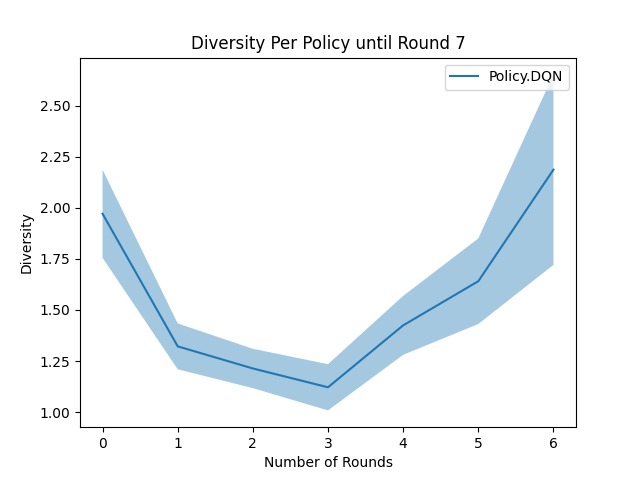 Diversity Per Policy until Round 7
Policy.DQN
2.50
2.25
2.00
1.75
1.50
1.25
1.00
Diversity
0 1 2 3 4 5 6
Number of Rounds